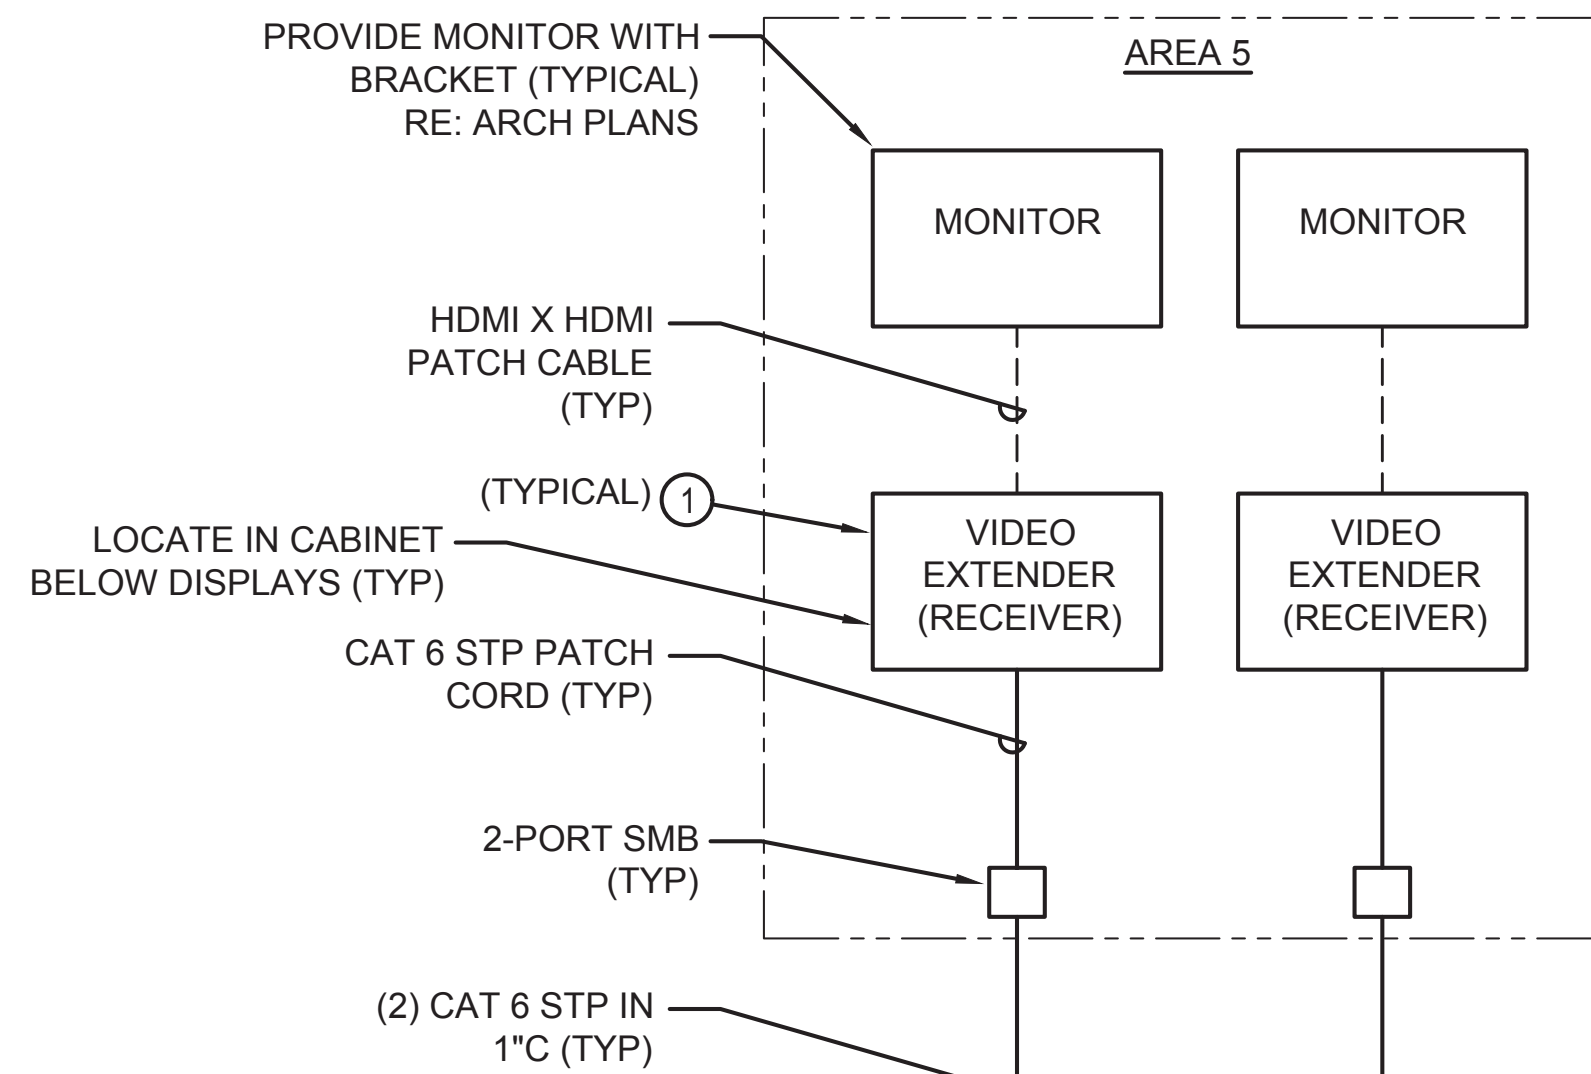 PROVIDE MONITOR WITH
BRACKET (TYPICAL)
RE: ARCH PLANS
AREA 5
MONITOR
MONITOR
HDMI X HDMI
PATCH CABLE
(TYP)
(TYPICAL) 1
LOCATE IN CABINET
BELOW DISPLAYS (TYP)
VIDEO
EXTENDER
(RECEIVER)
VIDEO
EXTENDER
(RECEIVER)
CAT 6 STP PATCH
CORD (TYP)
2-PORT SMB
(TYP)
(2) CAT 6 STP IN
1"C (TYP)